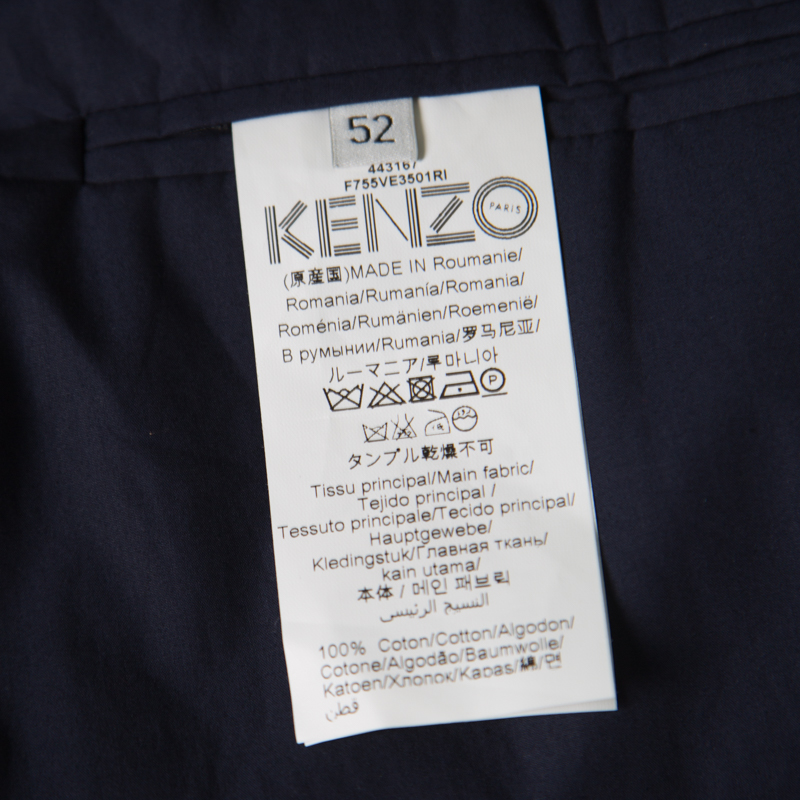 52
443167
F755VE3501RI
KENZO
PARIS
(原産国)MADE IN Roumanie/
Romania/Rumanía/Romania/
Roménia/Rumänien/Roemenië/
В румынии/Rumania/罗马尼亚/
ルーマニア/루마니아
P
タンブル乾燥不可
Tissu principal/Main fabric/
Tejido principal /
Tessuto principale/Tecido principal/
Hauptgewebe/
Kledingstuk/Главная ткань/
kain utama/
本体 / 메인 패브릭
النسيج الرئيسى
100% Coton/Cotton/Algodon/
Cotone/Algodão/Baumwolle/
Katoen/Хлопок/Kapas/綿/면
قطن